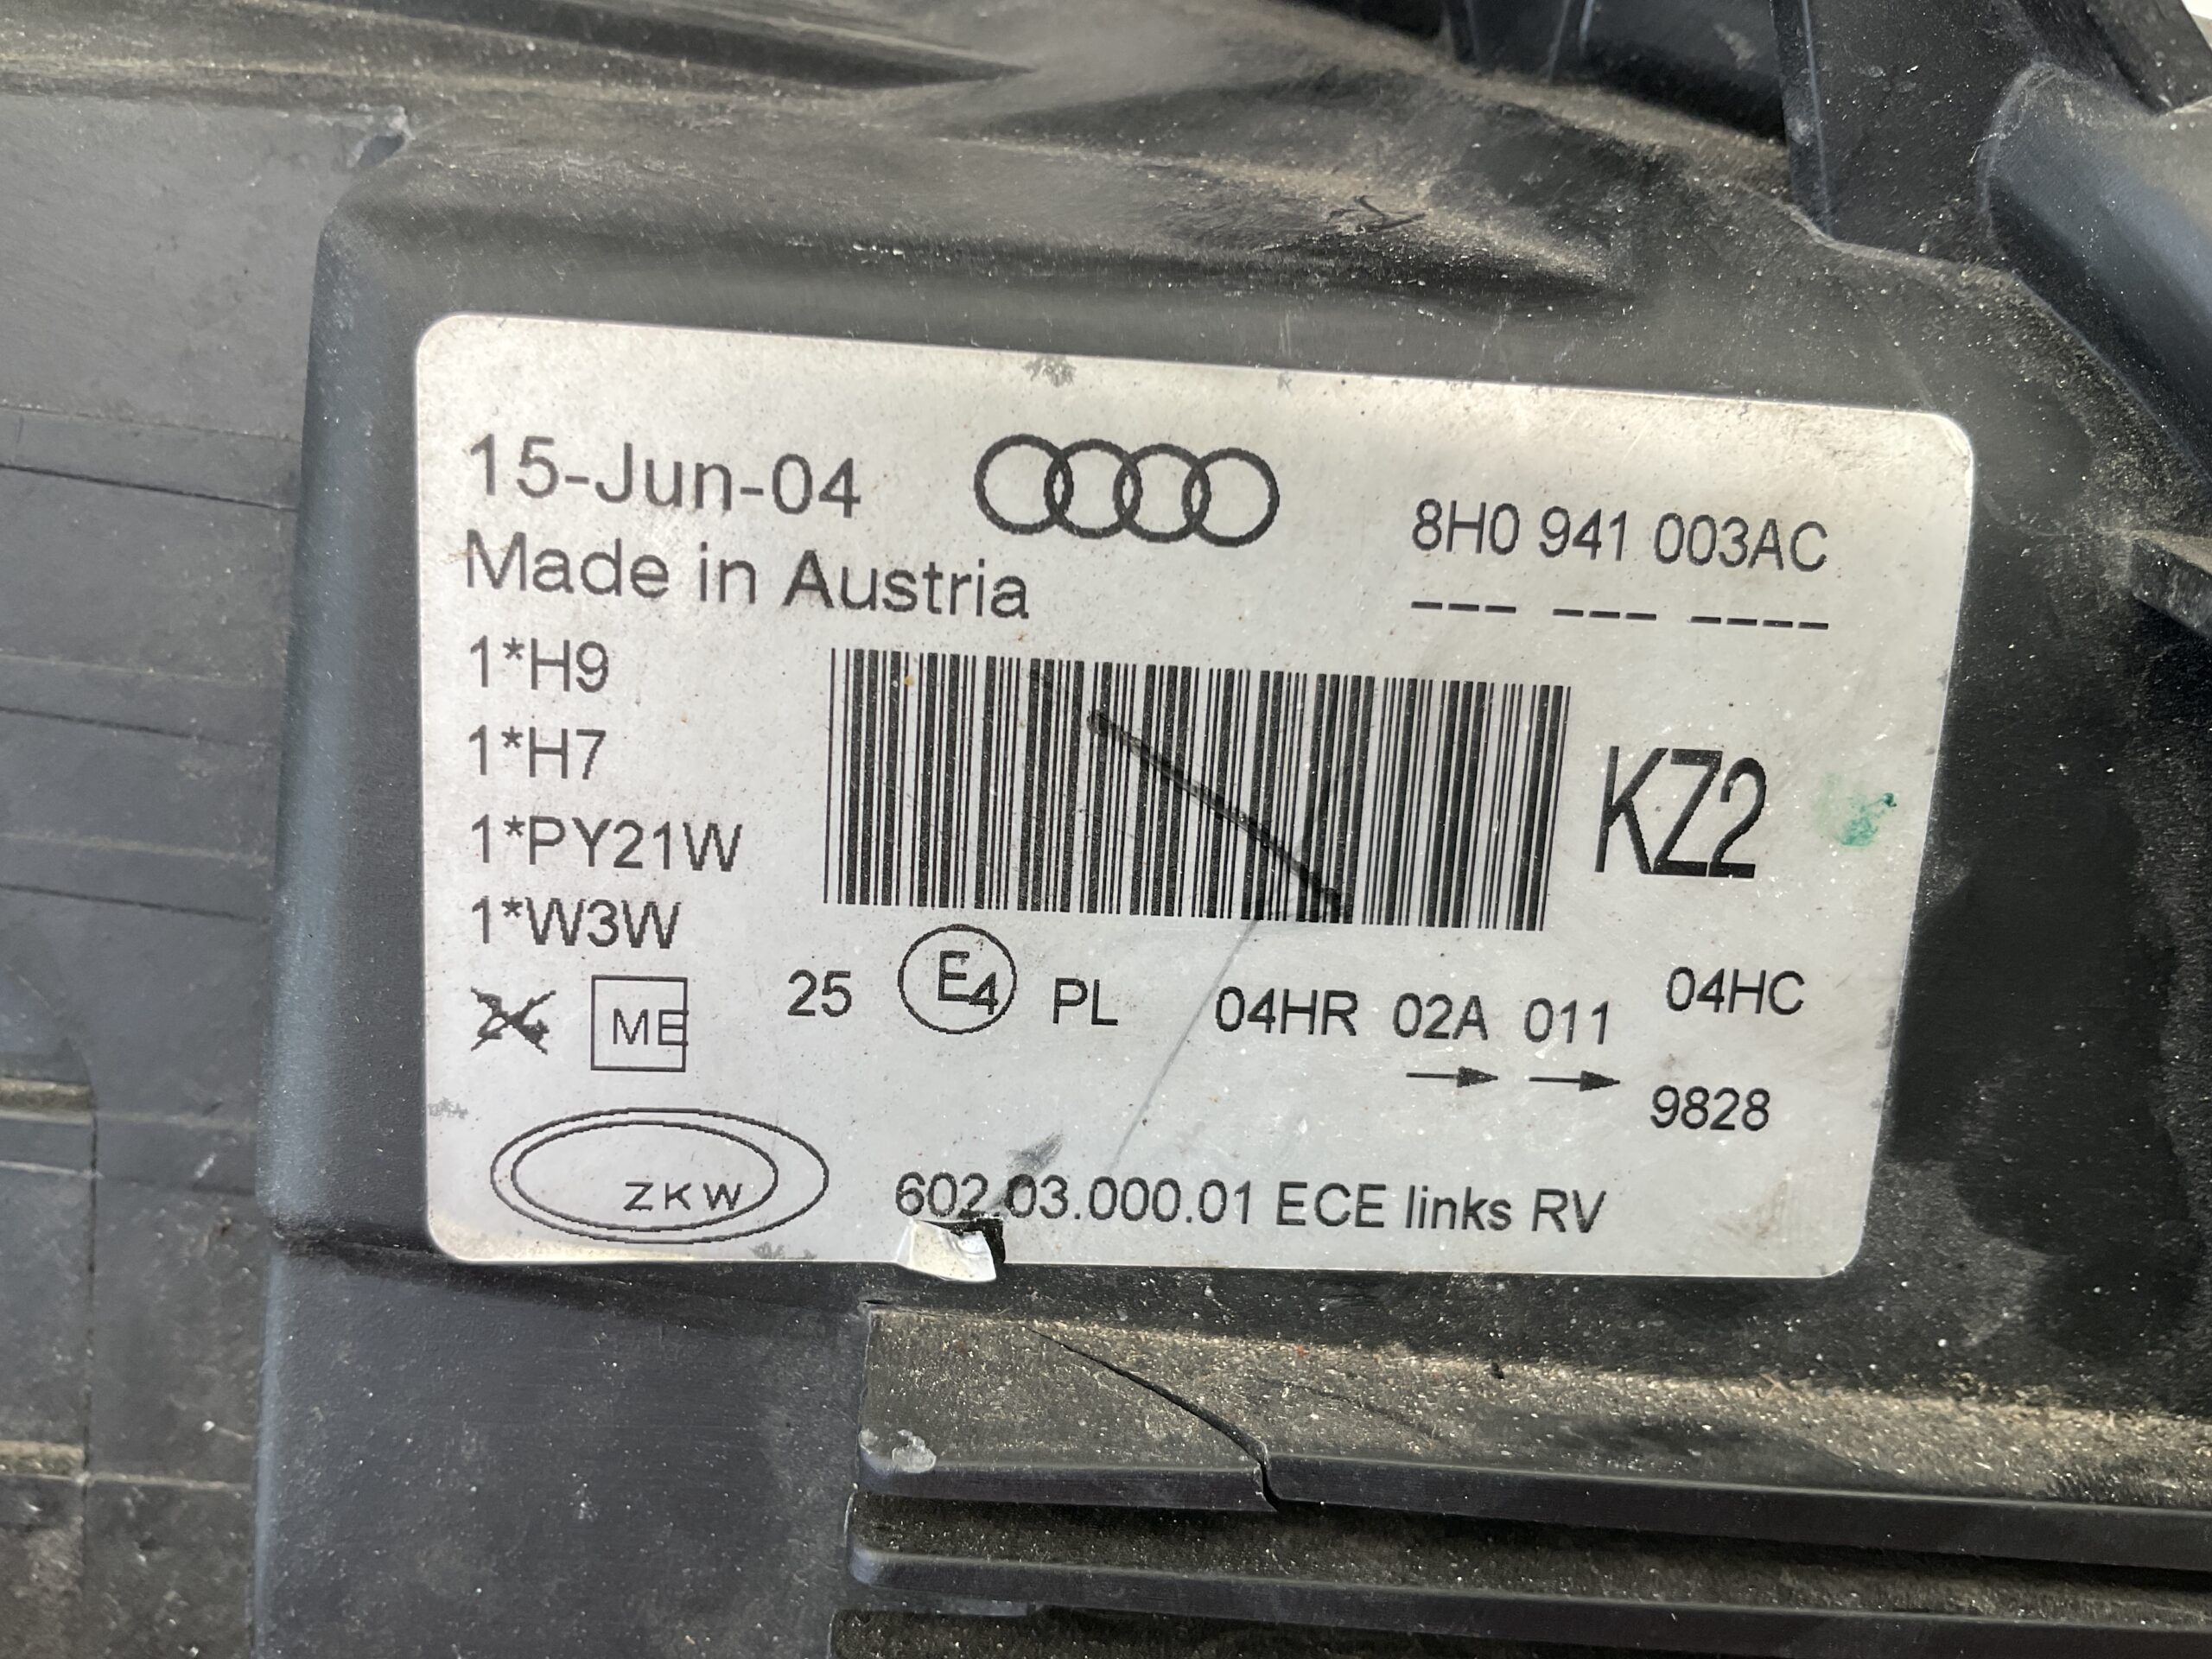 15-Jun-04
8H0 941 003AC
--- --- ----
Made in Austria
1*H9
1*H7
1*PY21W
1*W3W
KZ2
ME
25 E4 PL 04HR 02A 011 04HC
9828
ZKW
602.03.000.01 ECE links RV